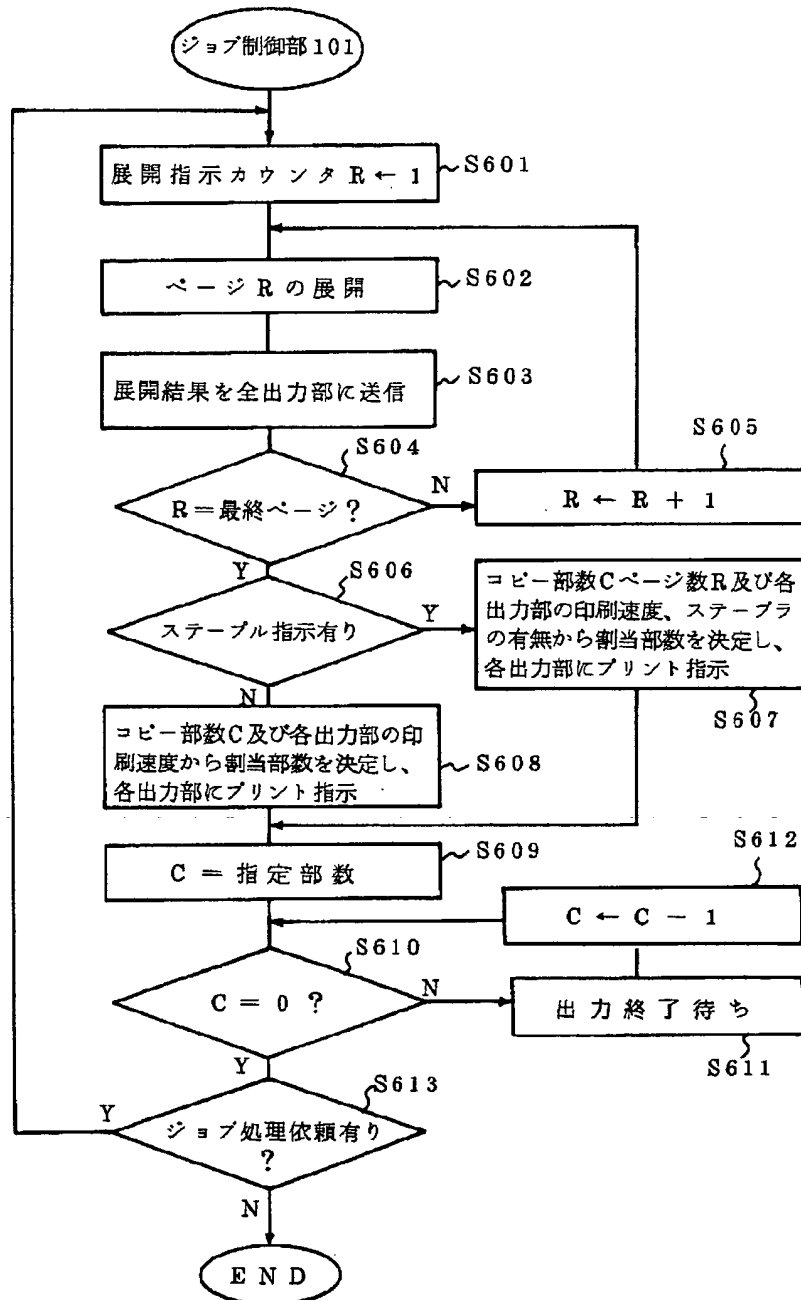 ジョブ制御部101
展開指示カウンタR←1
S601
ページRの展開
S602
展開結果を全出力部に送信
S603
S604
R=最終ページ?
N
S605
R←R+1
Y
S606
ステープル指示有り
Y
コピー部数Cページ数R及び各
出力部の印刷速度、ステープラ
の有無から割当部数を決定し、
各出力部にプリント指示
S607
N
コピー部数C及び各出力部の印
刷速度から割当部数を決定し、
各出力部にプリント指示
S608
C=指定部数
S609
S612
C←C-1
S610
C=0?
N
出力終了待ち
S611
Y
S613
Y
ジョブ処理依頼有り
?
N
END